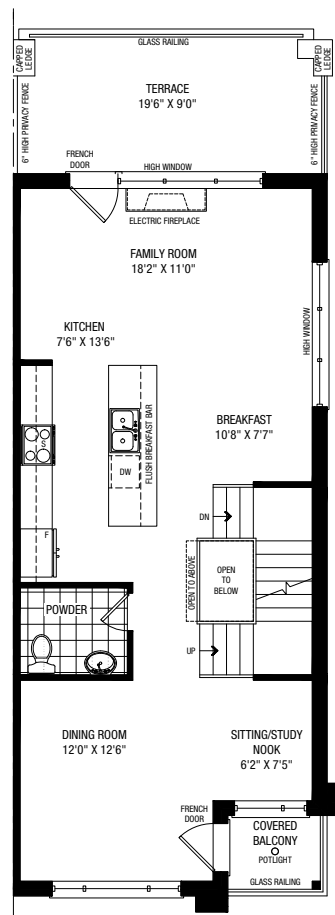 GLASS RAILING
CAPPED
LEDGE
CAPPED
LEDGE
TERRACE
19'6" X 9'0"
6" HIGH PRIVACY FENCE
6" HIGH PRIVACY FENCE
FRENCH
DOOR
HIGH WINDOW
ELECTRIC FIREPLACE
FAMILY ROOM
18'2" X 11'0"
HIGH WINDOW
KITCHEN
7'6" X 13'6"
FLUSH BREAKFAST BAR
BREAKFAST
10'8" X 7'7"
S
DW
DN
F
OPEN TO ABOVE
OPEN
TO
BELOW
POWDER
UP
DINING ROOM
12'0" X 12'6"
SITTING/STUDY
NOOK
6'2" X 7'5"
FRENCH
DOOR
COVERED
BALCONY
POTLIGHT
GLASS RAILING